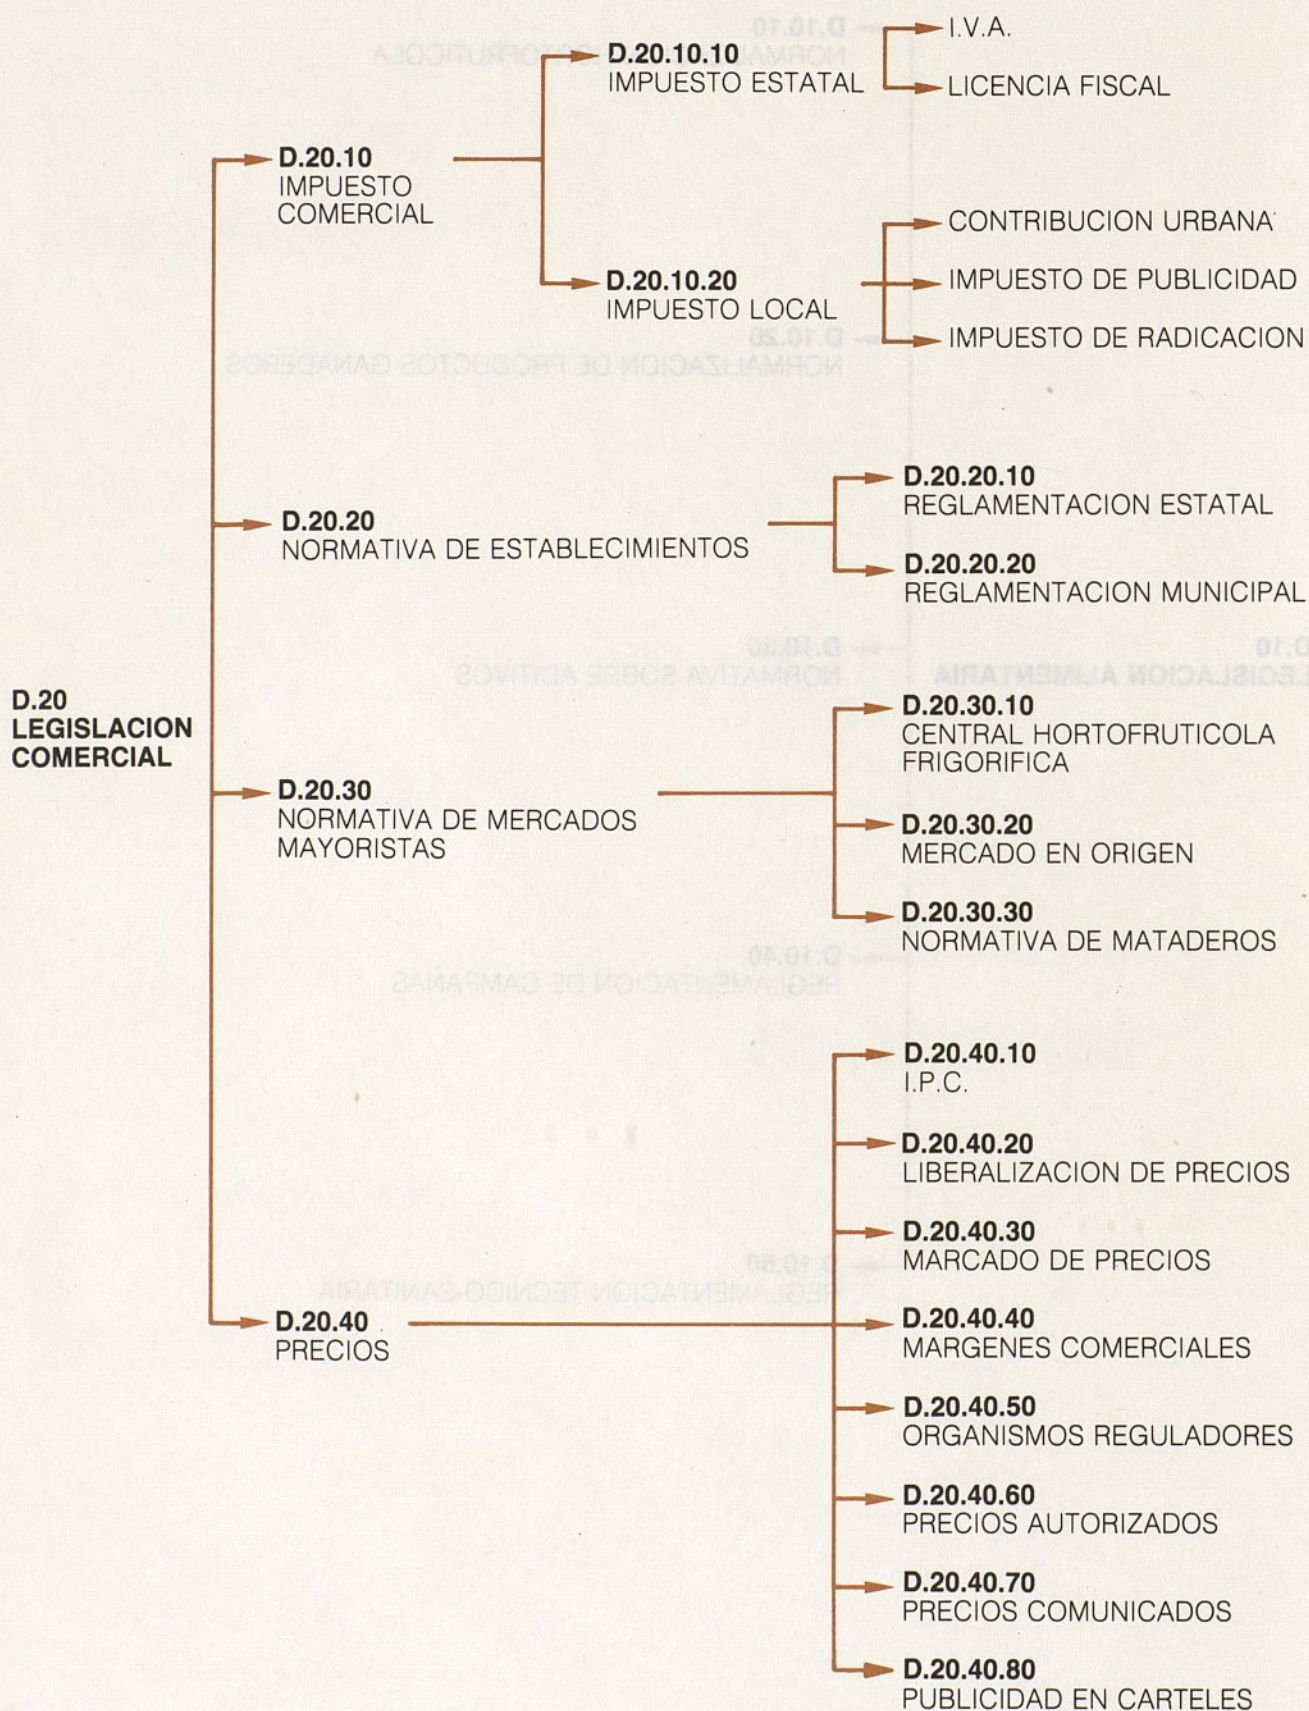 D.20
LEGISLACION
COMERCIAL
D.20.10
IMPUESTO
COMERCIAL
D.20.10.10
IMPUESTO ESTATAL
I.V.A.
LICENCIA FISCAL
D.20.10.20
IMPUESTO LOCAL
CONTRIBUCION URBANA
IMPUESTO DE PUBLICIDAD
IMPUESTO DE RADICACION
D.20.20
NORMATIVA DE ESTABLECIMIENTOS
D.20.20.10
REGLAMENTACION ESTATAL
D.20.20.20
REGLAMENTACION MUNICIPAL
D.20.30
NORMATIVA DE MERCADOS
MAYORISTAS
D.20.30.10
CENTRAL HORTOFRUTICOLA
FRIGORIFICA
D.20.30.20
MERCADO EN ORIGEN
D.20.30.30
NORMATIVA DE MATADEROS
D.20.40
PRECIOS
D.20.40.10
I.P.C.
D.20.40.20
LIBERALIZACION DE PRECIOS
D.20.40.30
MARCADO DE PRECIOS
D.20.40.40
MARGENES COMERCIALES
D.20.40.50
ORGANISMOS REGULADORES
D.20.40.60
PRECIOS AUTORIZADOS
D.20.40.70
PRECIOS COMUNICADOS
D.20.40.80
PUBLICIDAD EN CARTELES